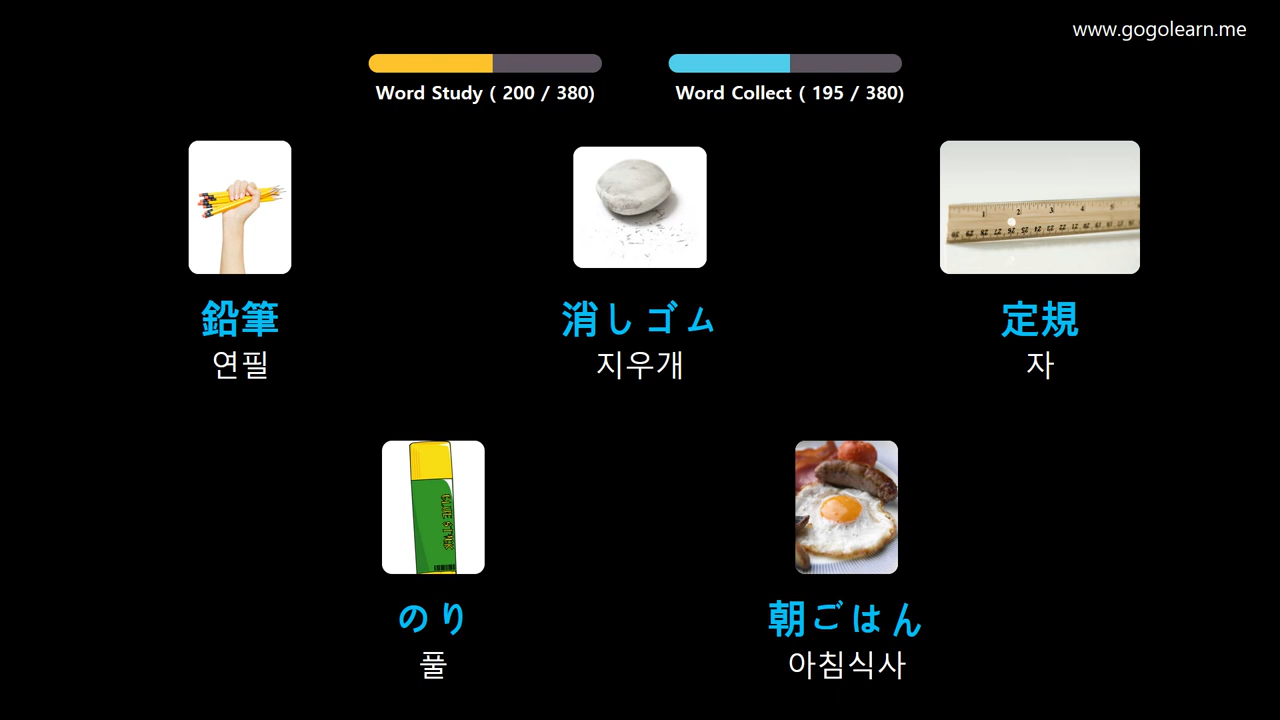 www.gogolearn.me
Word Study ( 200 / 380)
Word Collect ( 195 / 380)
鉛筆
연필
消しゴム
지우개
定規
자
のり
풀
朝ごはん
아침식사